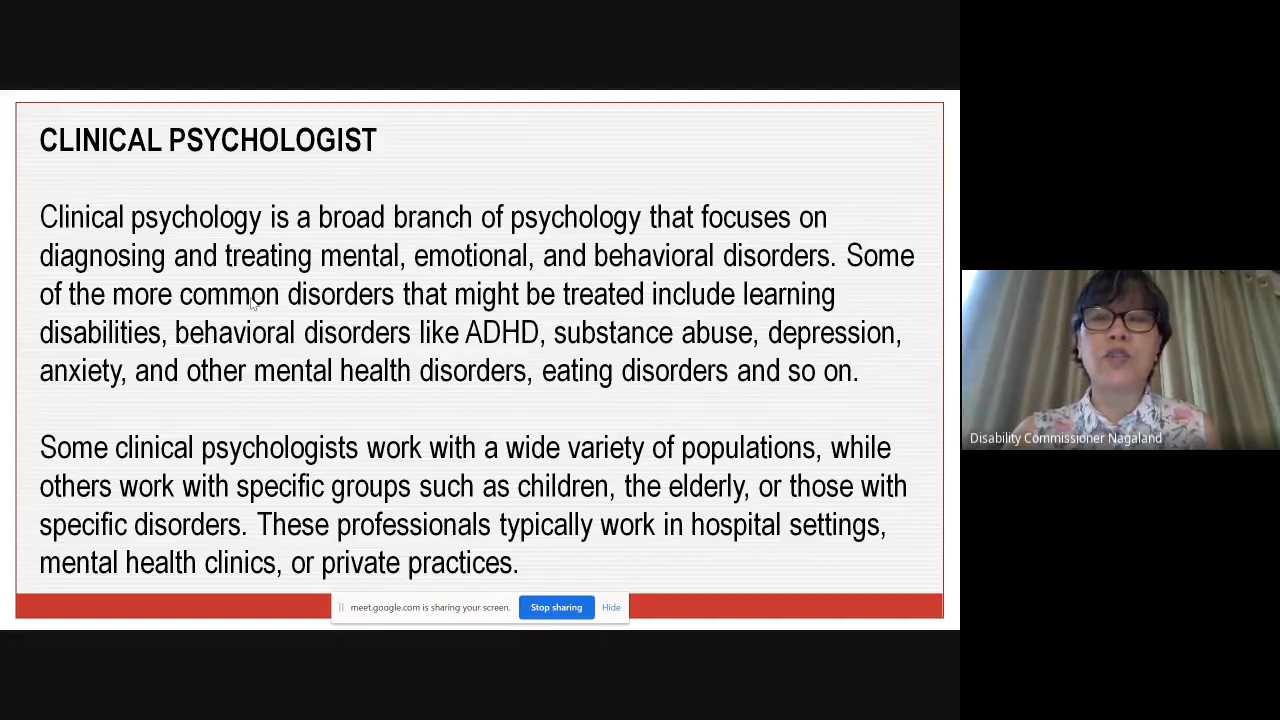 CLINICAL PSYCHOLOGIST
Clinical psychology is a broad branch of psychology that focuses on
diagnosing and treating mental, emotional, and behavioral disorders. Some
of the more common disorders that might be treated include learning
disabilities, behavioral disorders like ADHD, substance abuse, depression,
anxiety, and other mental health disorders, eating disorders and so on.
Some clinical psychologists work with a wide variety of populations, while
others work with specific groups such as children, the elderly, or those with
specific disorders. These professionals typically work in hospital settings,
mental health clinics, or private practices.
meet.google.com is sharing your screen. Stop sharing Hide
Disability Commissioner Nagaland